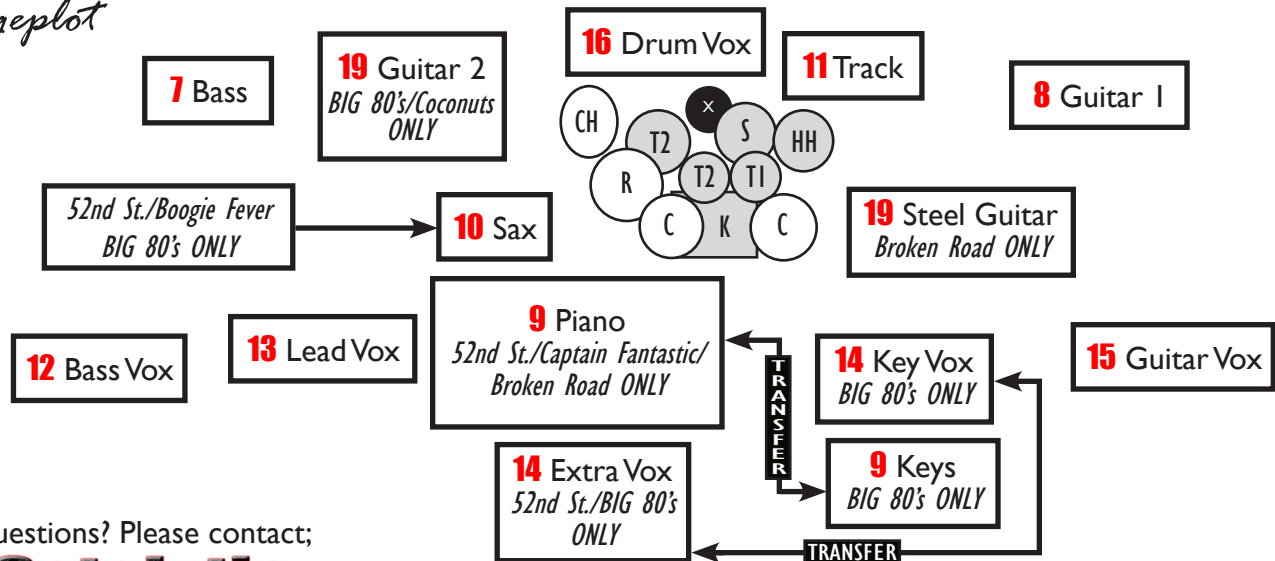 16 Drum Vox
7 Bass
19 Guitar 2
BIG 80's/Coconuts
ONLY
11 Track
8 Guitar 1
X
CH
T2
S
HH
R
T2
T1
C
K
C
52nd St./Boogie Fever
BIG 80's ONLY
10 Sax
19 Steel Guitar
Broken Road ONLY
12 Bass Vox
13 Lead Vox
9 Piano
52nd St./Captain Fantastic/
Broken Road ONLY
TRANSFER
14 Key Vox
BIG 80's ONLY
15 Guitar Vox
14 Extra Vox
52nd St./BIG 80's
ONLY
9 Keys
BIG 80's ONLY
TRANSFER
uestions? Please contact;